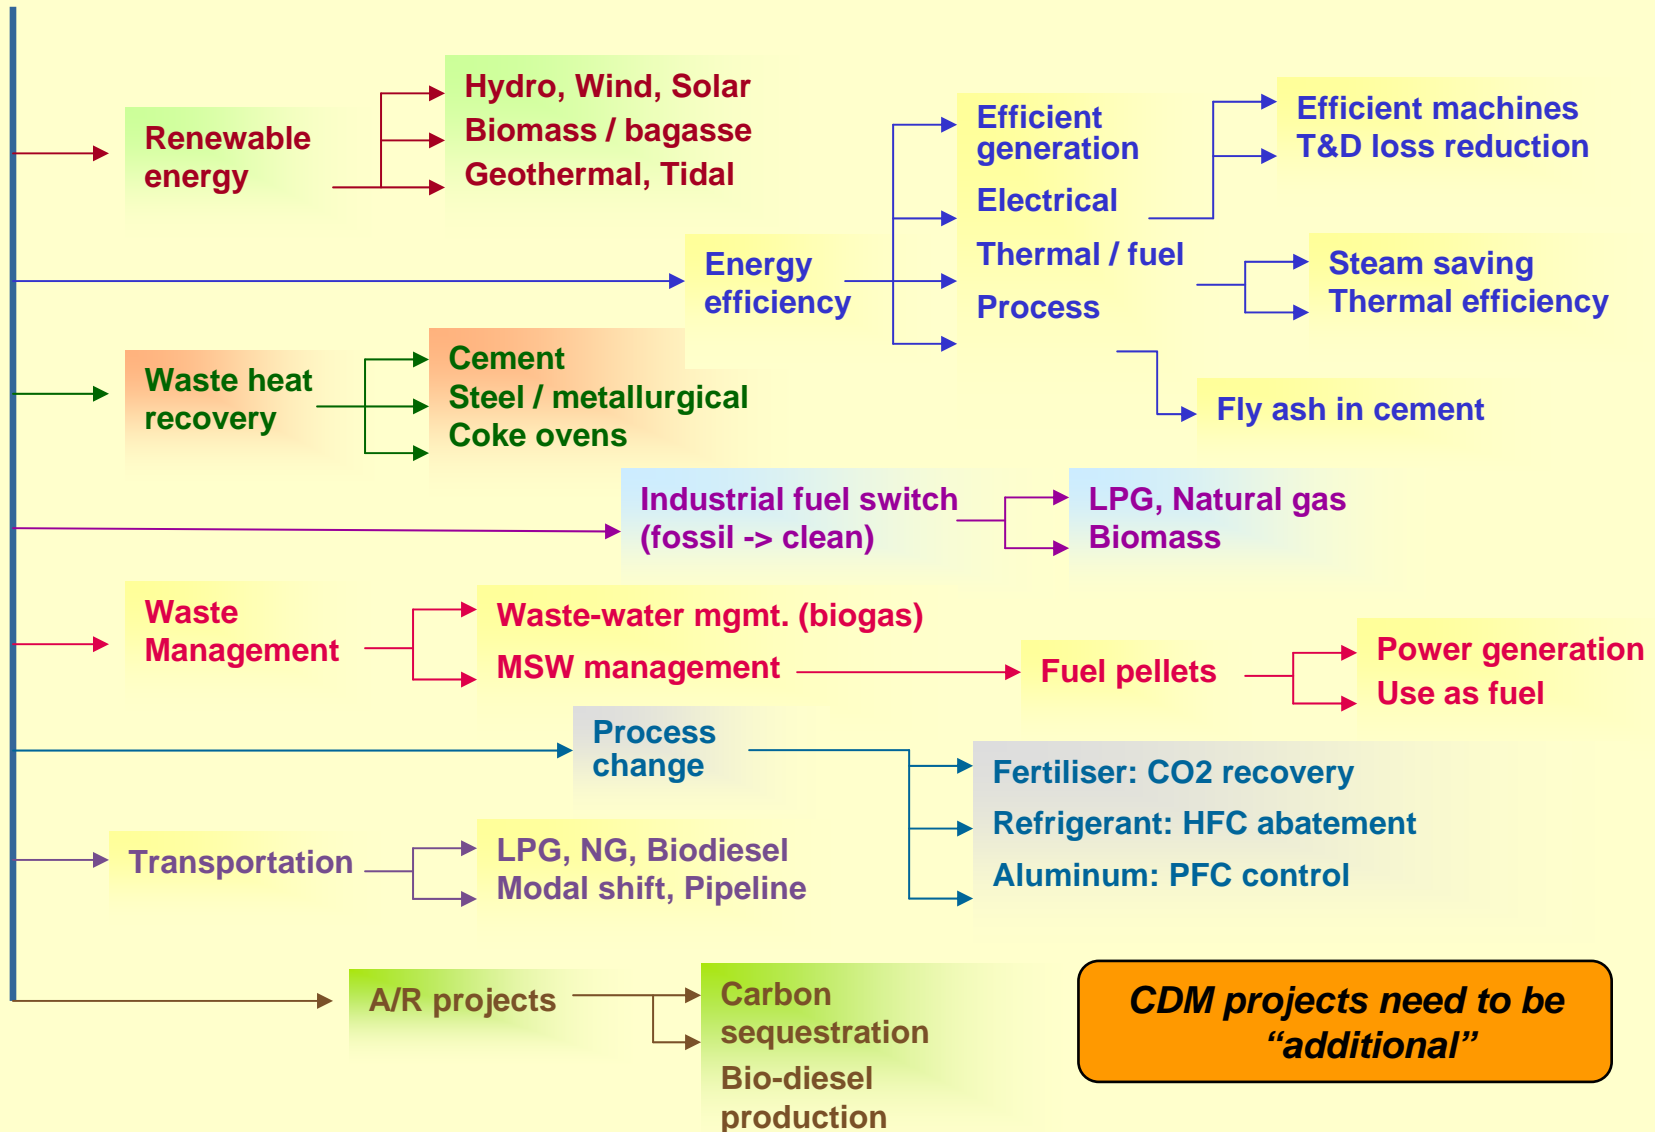 Renewable
energy
Hydro, Wind, Solar
Biomass / bagasse
Geothermal, Tidal
Energy
efficiency
Efficient
generation
Electrical
Thermal / fuel
Process
Efficient machines
T&D loss reduction
Steam saving
Thermal efficiency
Fly ash in cement
Waste heat
recovery
Cement
Steel / metallurgical
Coke ovens
Industrial fuel switch
(fossil -> clean)
LPG, Natural gas
Biomass
Waste
Management
Waste-water mgmt. (biogas)
MSW management
Fuel pellets
Power generation
Use as fuel
Process
change
Fertiliser: CO2 recovery
Refrigerant: HFC abatement
Aluminum: PFC control
Transportation
LPG, NG, Biodiesel
Modal shift, Pipeline
A/R projects
Carbon
sequestration
Bio-diesel
production
CDM projects need to be
“additional”